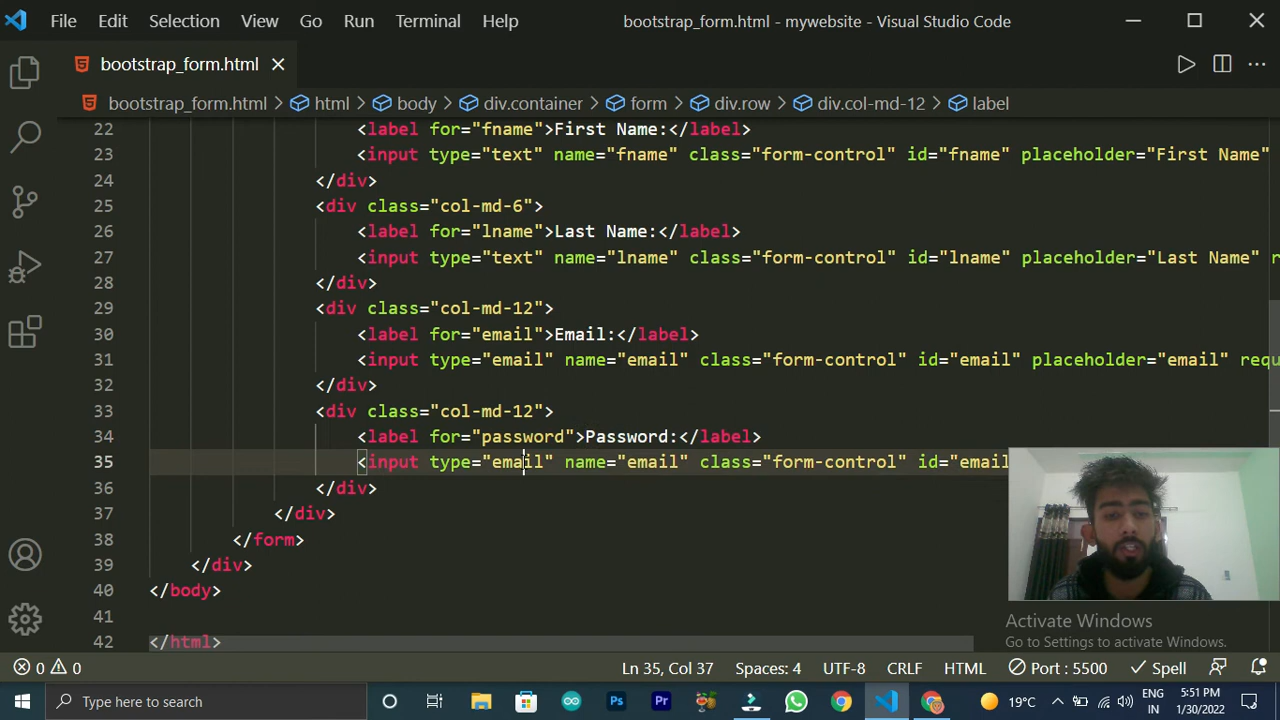 File Edit Selection View Go Run Terminal Help
bootstrap_form.html - mywebsite - Visual Studio Code
bootstrap_form.html
bootstrap_form.html > html > body > div.container > form > div.row > div.col-md-12 > label
22 <label for="fname">First Name:</label>
23 <input type="text" name="fname" class="form-control" id="fname" placeholder="First Name"
24 </div>
25 <div class="col-md-6">
26 <label for="lname">Last Name:</label>
27 <input type="text" name="lname" class="form-control" id="lname" placeholder="Last Name" r
28 </div>
29 <div class="col-md-12">
30 <label for="email">Email:</label>
31 <input type="email" name="email" class="form-control" id="email" placeholder="email" requ
32 </div>
33 <div class="col-md-12">
34 <label for="password">Password:</label>
35 <input type="email" name="email" class="form-control" id="email
36 </div>
37 </div>
38 </form>
39 </div>
40 </body>
41
42 </html>
Activate Windows
Go to Settings to activate Windows.
0 0 Ln 35, Col 37 Spaces: 4 UTF-8 CRLF HTML Port : 5500 Spell
Type here to search
Ps
Pr
19°C
ENG
IN
5:51 PM
1/30/2022